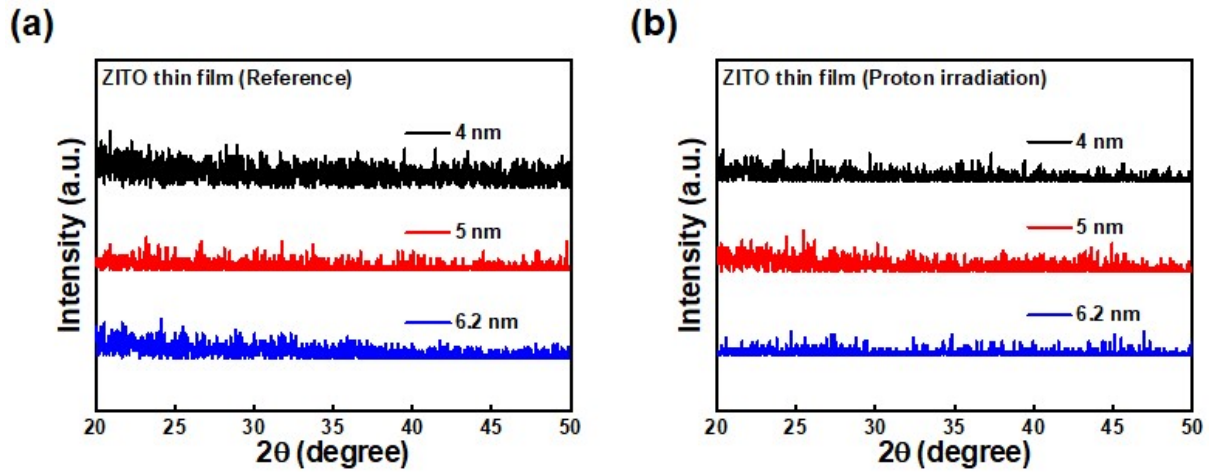 (a)
ZITO thin film (Reference)
4 nm
5 nm
6.2 nm
Intensity (a.u.)
20 25 30 35 40 45 50
2θ (degree)
(b)
ZITO thin film (Proton irradiation)
4 nm
5 nm
6.2 nm
Intensity (a.u.)
20 25 30 35 40 45 50
2θ (degree)